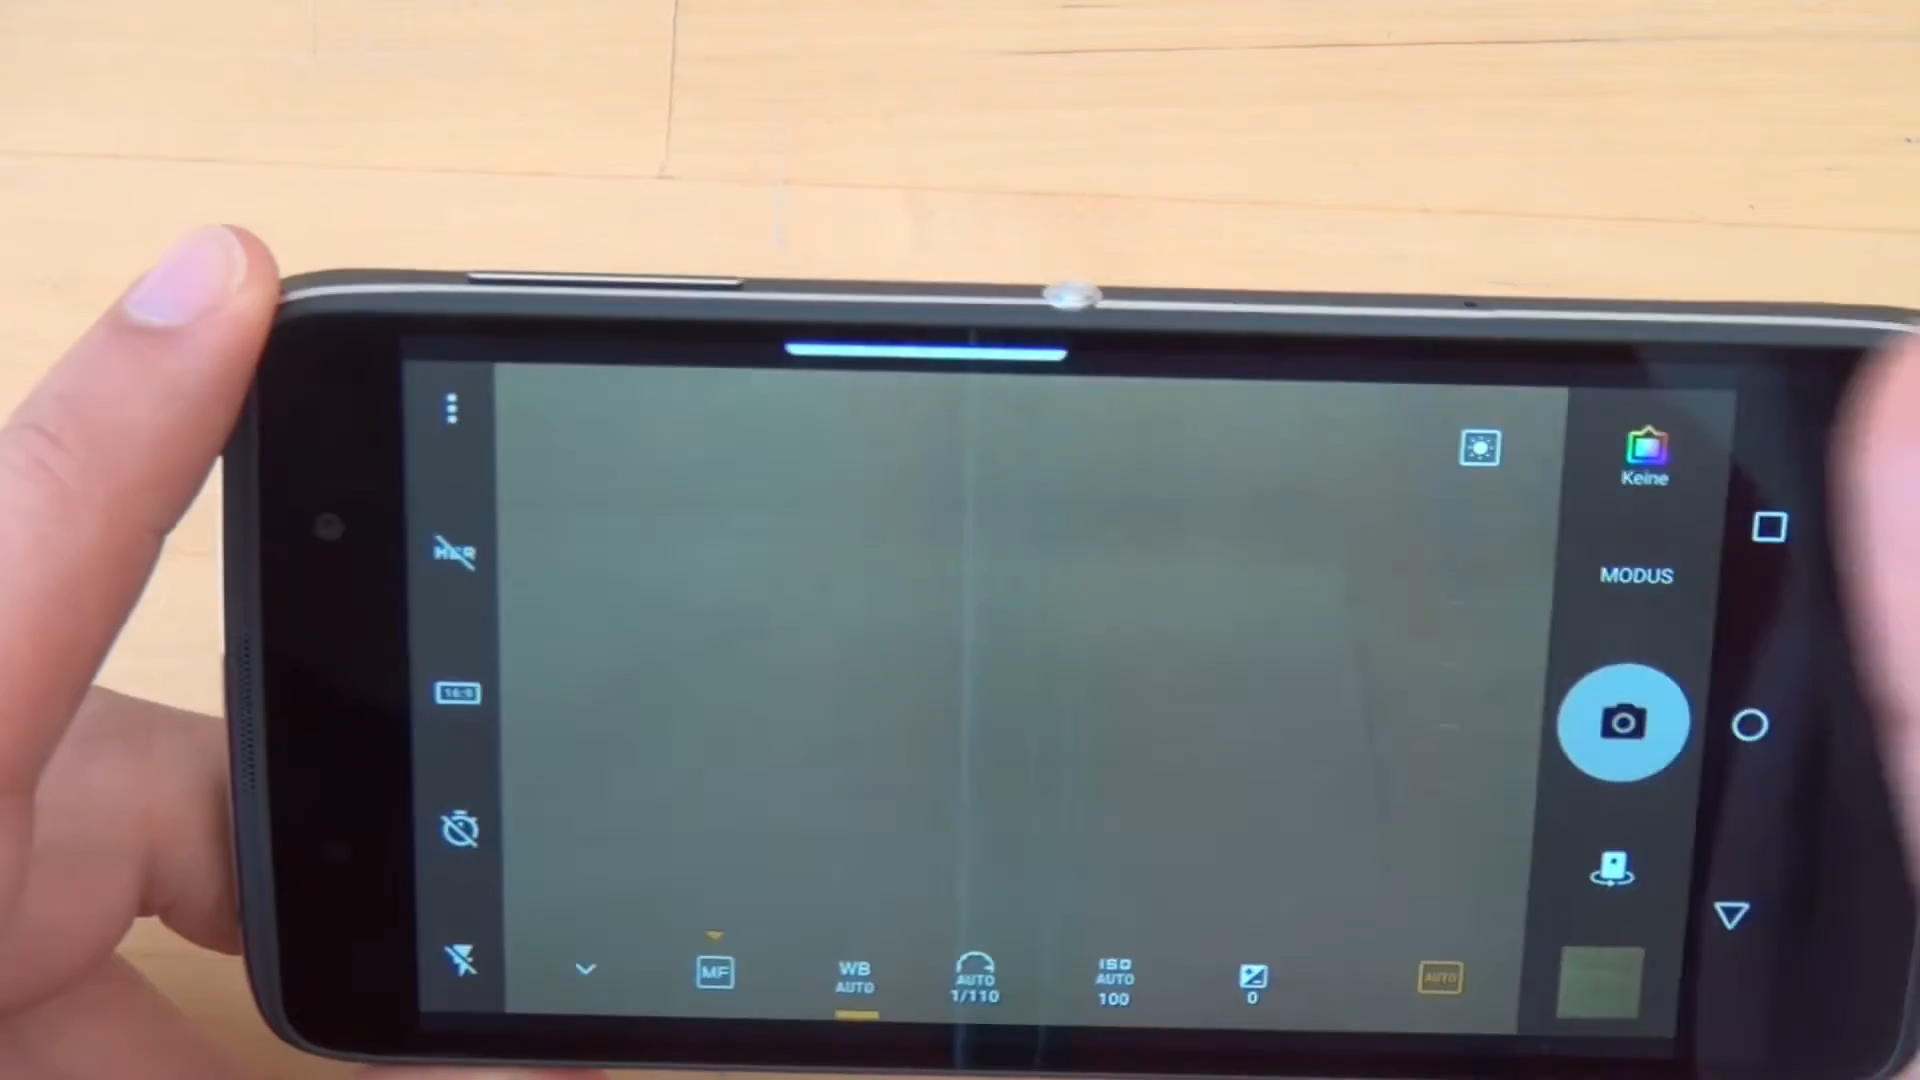 Keine
HDR
MODUS
16:9
MF
WB
AUTO
AUTO
1/110
ISO
AUTO
100
0
AUTO